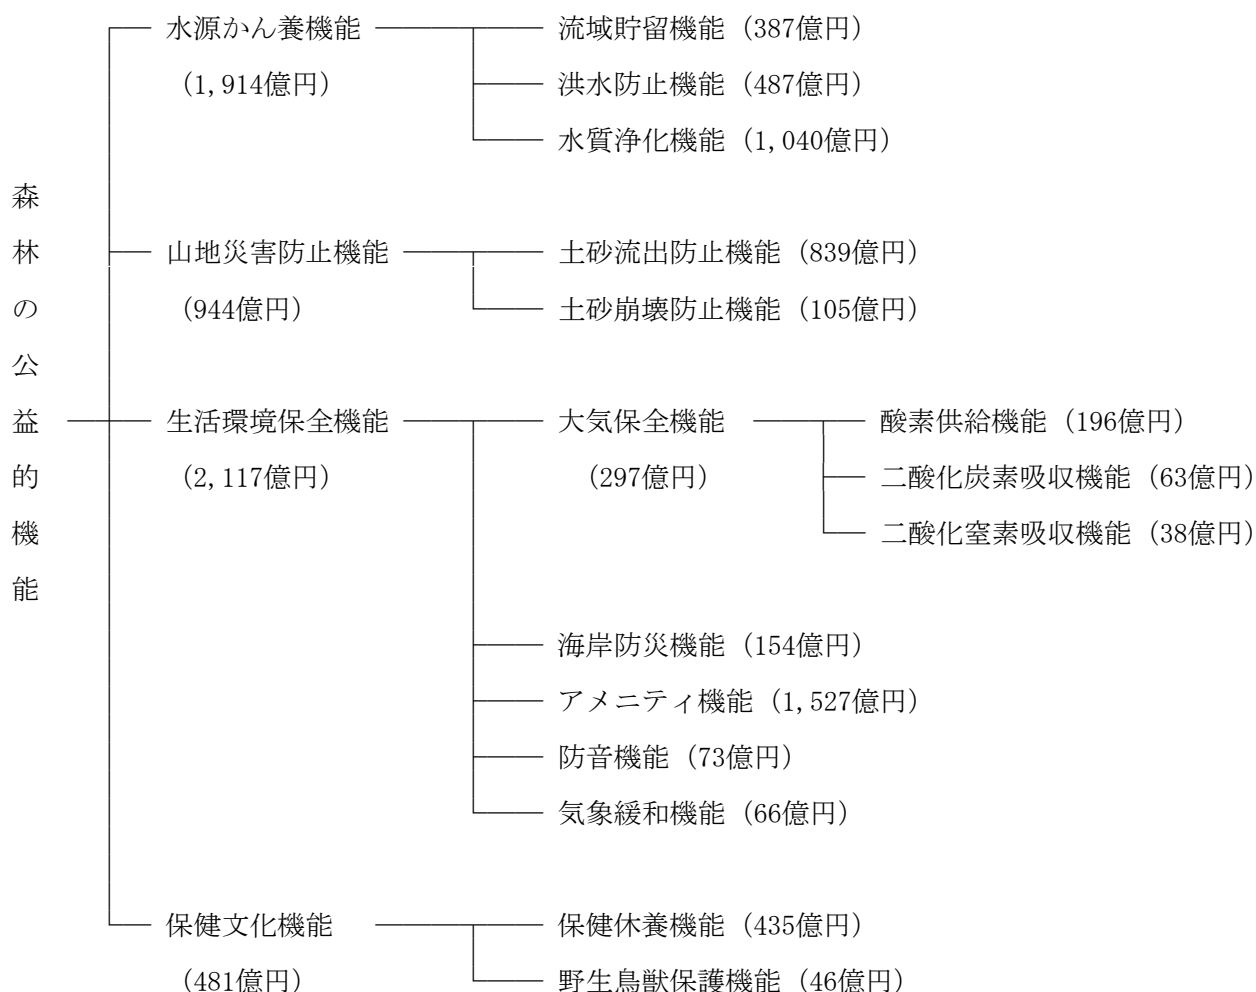 森林の公益的機能
水源かん養機能
(1,914億円)
流域貯留機能 (387億円)
洪水防止機能 (487億円)
水質浄化機能 (1,040億円)
山地災害防止機能
(944億円)
土砂流出防止機能 (839億円)
土砂崩壊防止機能 (105億円)
生活環境保全機能
(2,117億円)
大気保全機能
(297億円)
酸素供給機能 (196億円)
二酸化炭素吸収機能 (63億円)
二酸化窒素吸収機能 (38億円)
海岸防災機能 (154億円)
アメニティ機能 (1,527億円)
防音機能 (73億円)
気象緩和機能 (66億円)
保健文化機能
(481億円)
保健休養機能 (435億円)
野生鳥獣保護機能 (46億円)